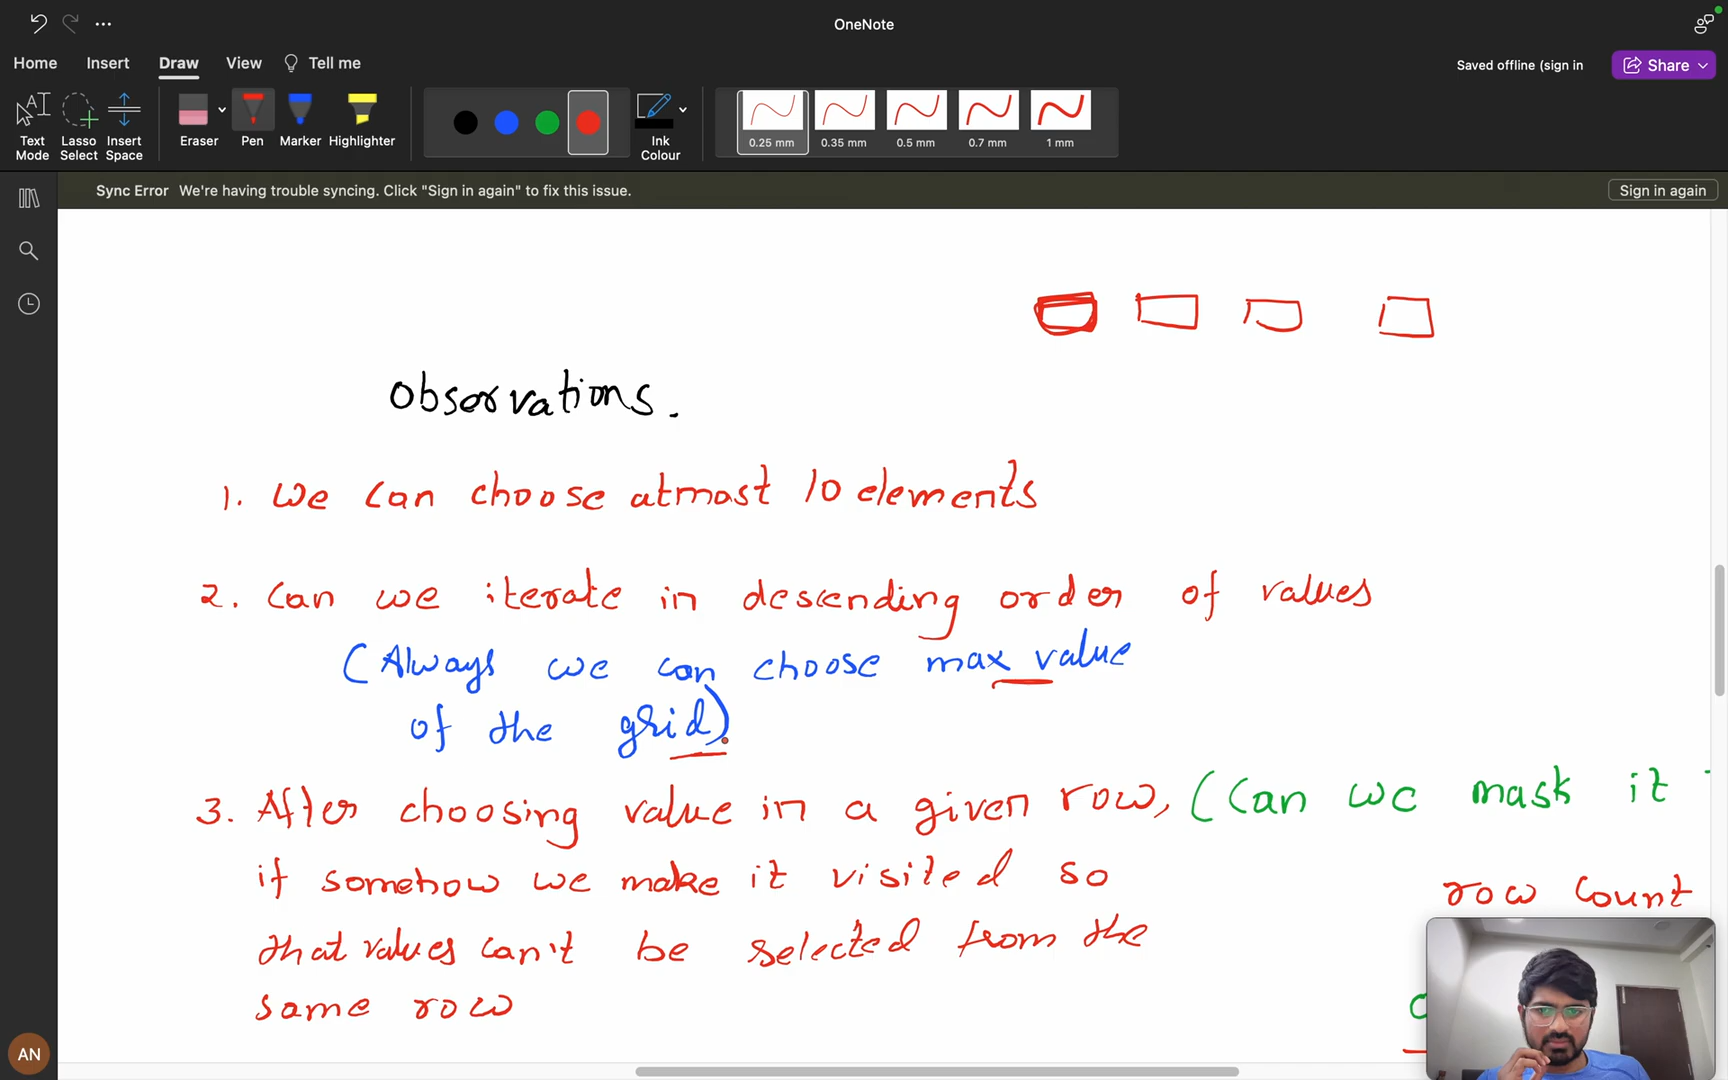 OneNote
Home Insert Draw View Tell me
Saved offline (sign in
Share
Text Mode
Lasso Select
Insert Space
Eraser
Pen
Marker
Highlighter
Ink Colour
0.25 mm
0.35 mm
0.5 mm
0.7 mm
1 mm
Sync Error We're having trouble syncing. Click "Sign in again" to fix this issue.
Sign in again
Observations.
1. We can choose atmost 10 elements
2. Can we iterate in descending order of values
(Always we can choose max value
of the grid)
3. After choosing value in a given row, (Can we mask it
if somehow we make it visited so
row count
that values can't be selected from the
same row
AN